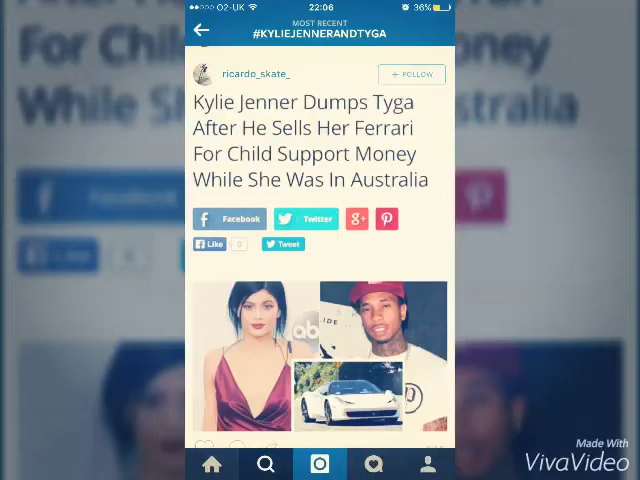 O2-UK 22:06 36%
MOST RECENT
#KYLIEJENNERANDTYGA
ricardo_skate_
+ FOLLOW
Kylie Jenner Dumps Tyga
After He Sells Her Ferrari
For Child Support Money
While She Was In Australia
f Facebook Twitter g+
Like 0 Tweet
abc
Made With
VivaVideo